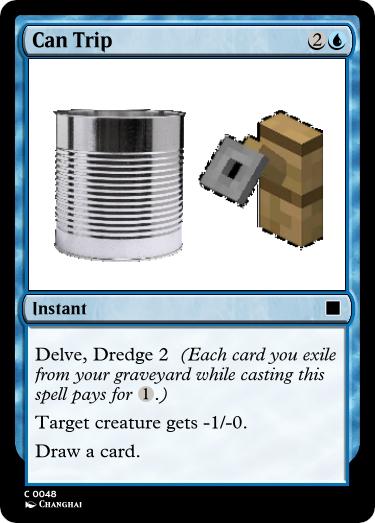 Can Trip 2
Instant
Delve, Dredge 2 (Each card you exile
from your graveyard while casting this
spell pays for 1.)
Target creature gets -1/-0.
Draw a card.
C 0048
Changhai